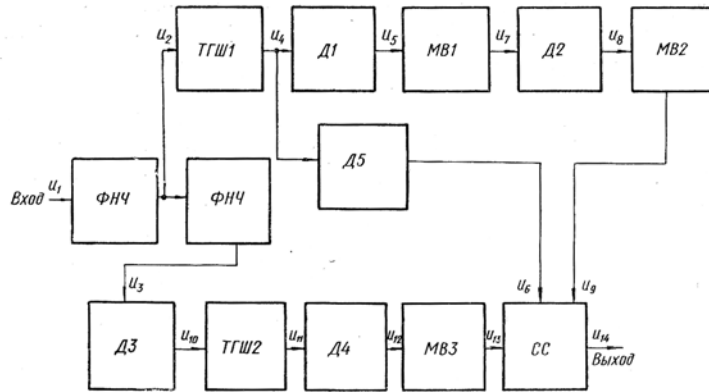 u2 ТГШ1 u4 Д1 u5 МВ1 u7 Д2 u8 МВ2
Д5
u1
Вход ФНЧ ФНЧ
u3 u6 u9
Д3 u10 ТГШ2 u11 Д4 u12 МВ3 u13 СС u14
Выход